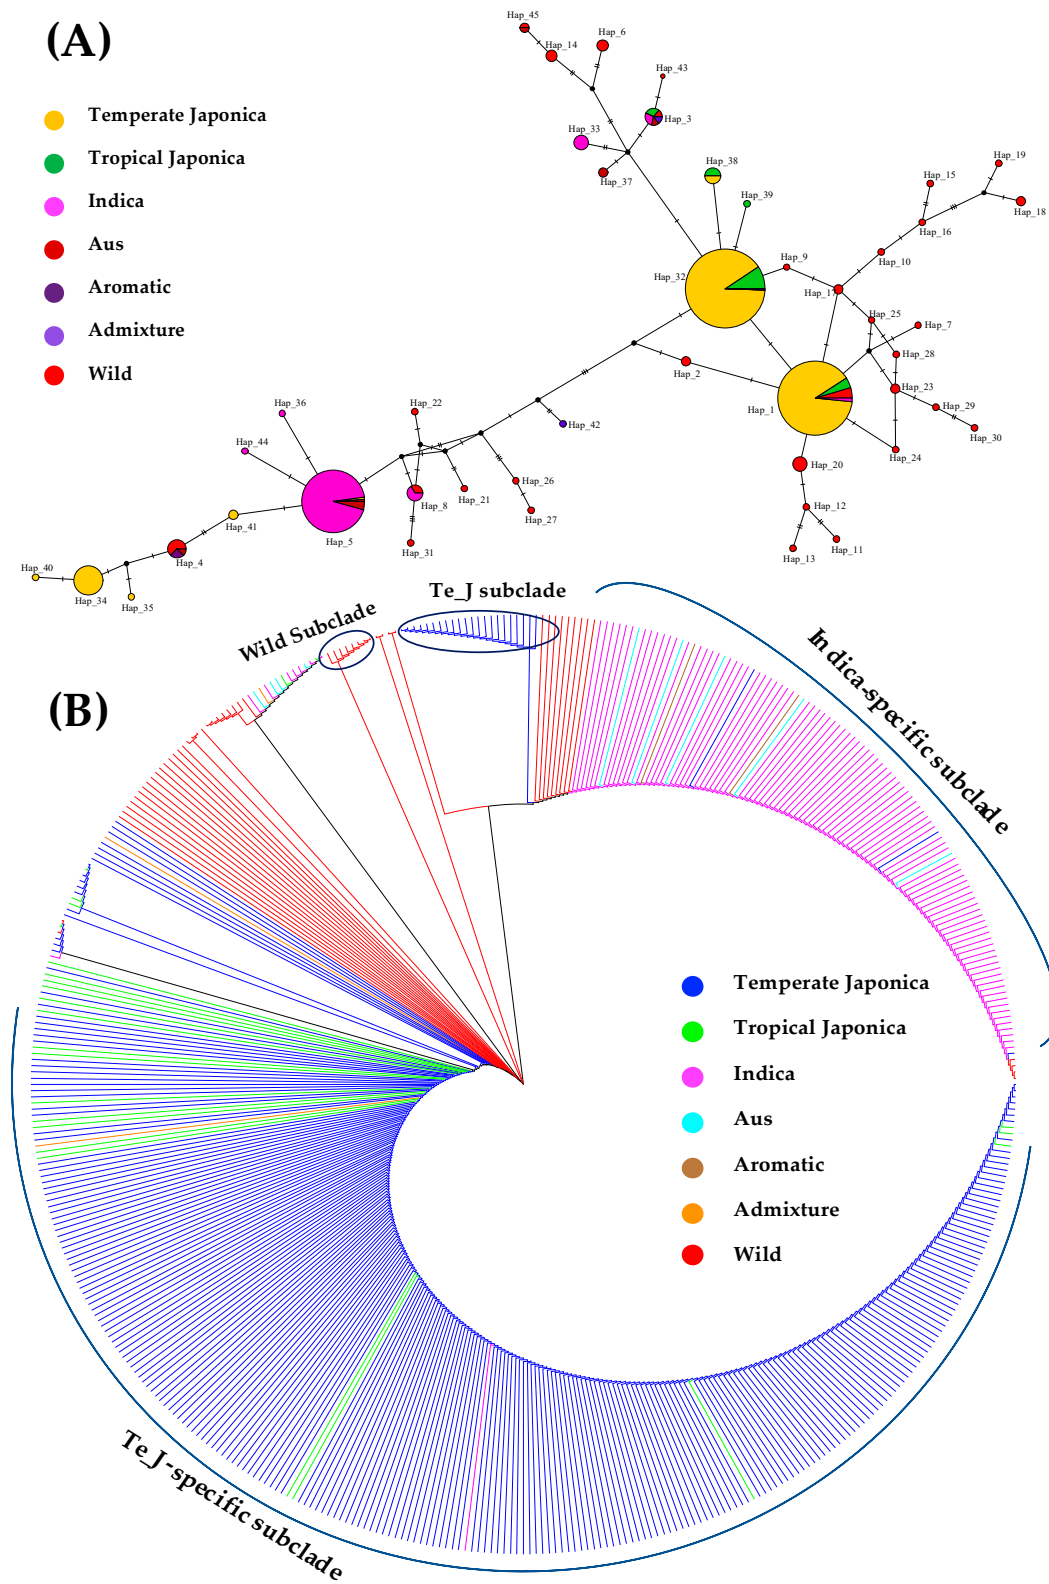 (A)
Temperate Japonica
Tropical Japonica
Indica
Aus
Aromatic
Admixture
Wild
Hap_45
Hap_14
Hap_6
Hap_43
Hap_3
Hap_33
Hap_37
Hap_38
Hap_39
Hap_19
Hap_15
Hap_18
Hap_16
Hap_10
Hap_9
Hap_32
Hap_17
Hap_25
Hap_7
Hap_28
Hap_2
Hap_23
Hap_1
Hap_29
Hap_30
Hap_24
Hap_36
Hap_22
Hap_42
Hap_44
Hap_20
Hap_26
Hap_21
Hap_8
Hap_12
Hap_27
Hap_41
Hap_5
Hap_31
Hap_11
Hap_13
Hap_4
Hap_40
Hap_34
Hap_35
Te_J subclade
Wild Subclade
Indica-specific subclade
(B)
Temperate Japonica
Tropical Japonica
Indica
Aus
Aromatic
Admixture
Wild
Te_J-specific subclade